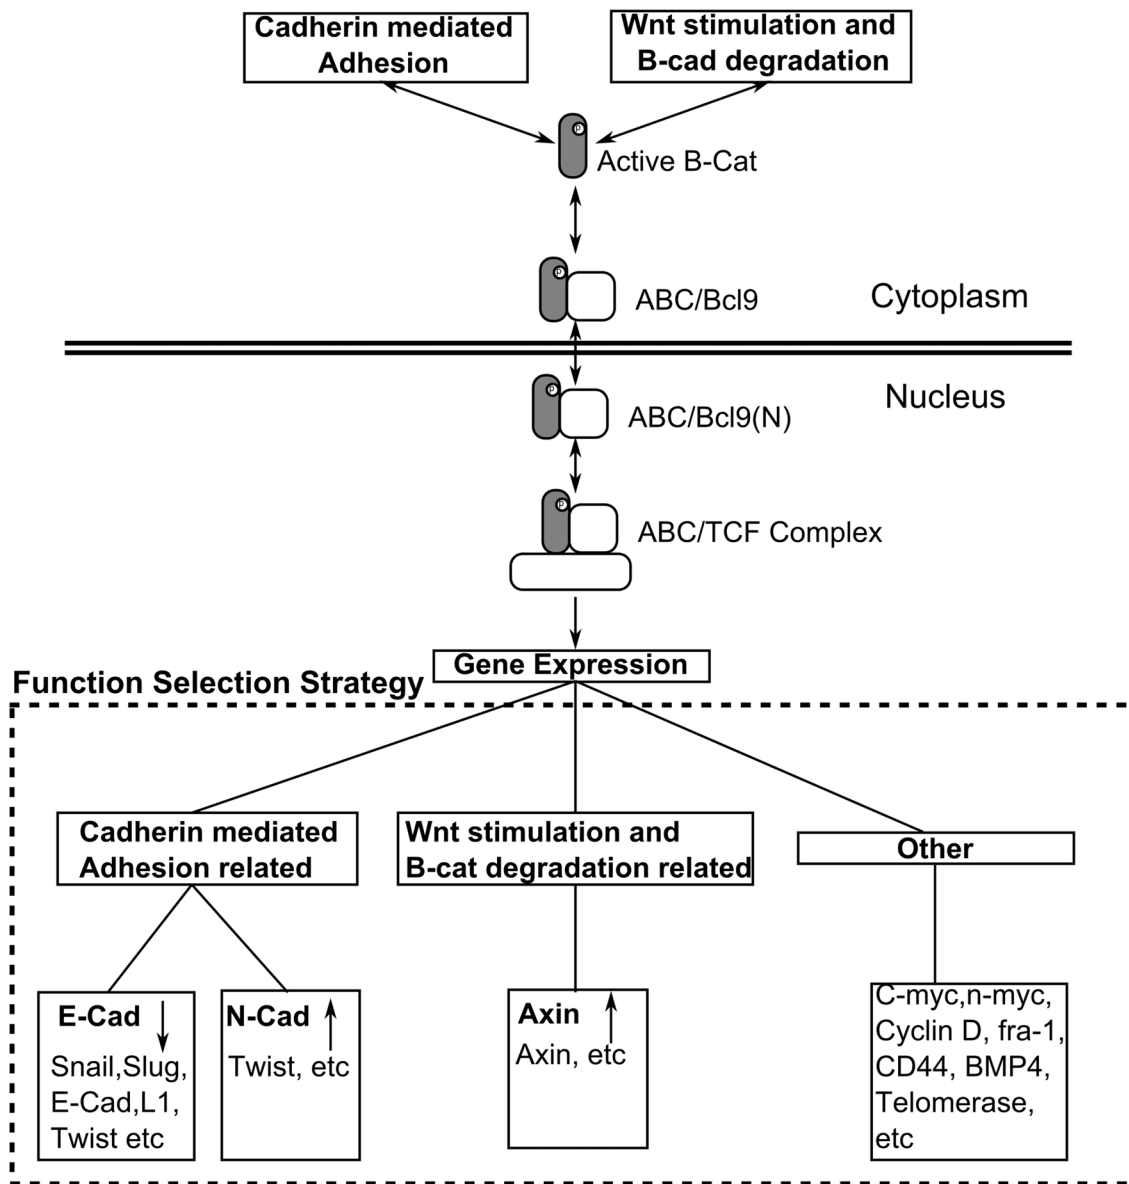 Cadherin mediated
Adhesion
Wnt stimulation and
B-cad degradation
p
Active B-Cat
p
ABC/Bcl9
Cytoplasm
Nucleus
p
ABC/Bcl9(N)
p
ABC/TCF Complex
Gene Expression
Function Selection Strategy
Cadherin mediated
Adhesion related
Wnt stimulation and
B-cat degradation related
Other
E-Cad
Snail,Slug,
E-Cad,L1,
Twist etc
N-Cad
Twist, etc
Axin
Axin, etc
C-myc,n-myc,
Cyclin D, fra-1,
CD44, BMP4,
Telomerase,
etc